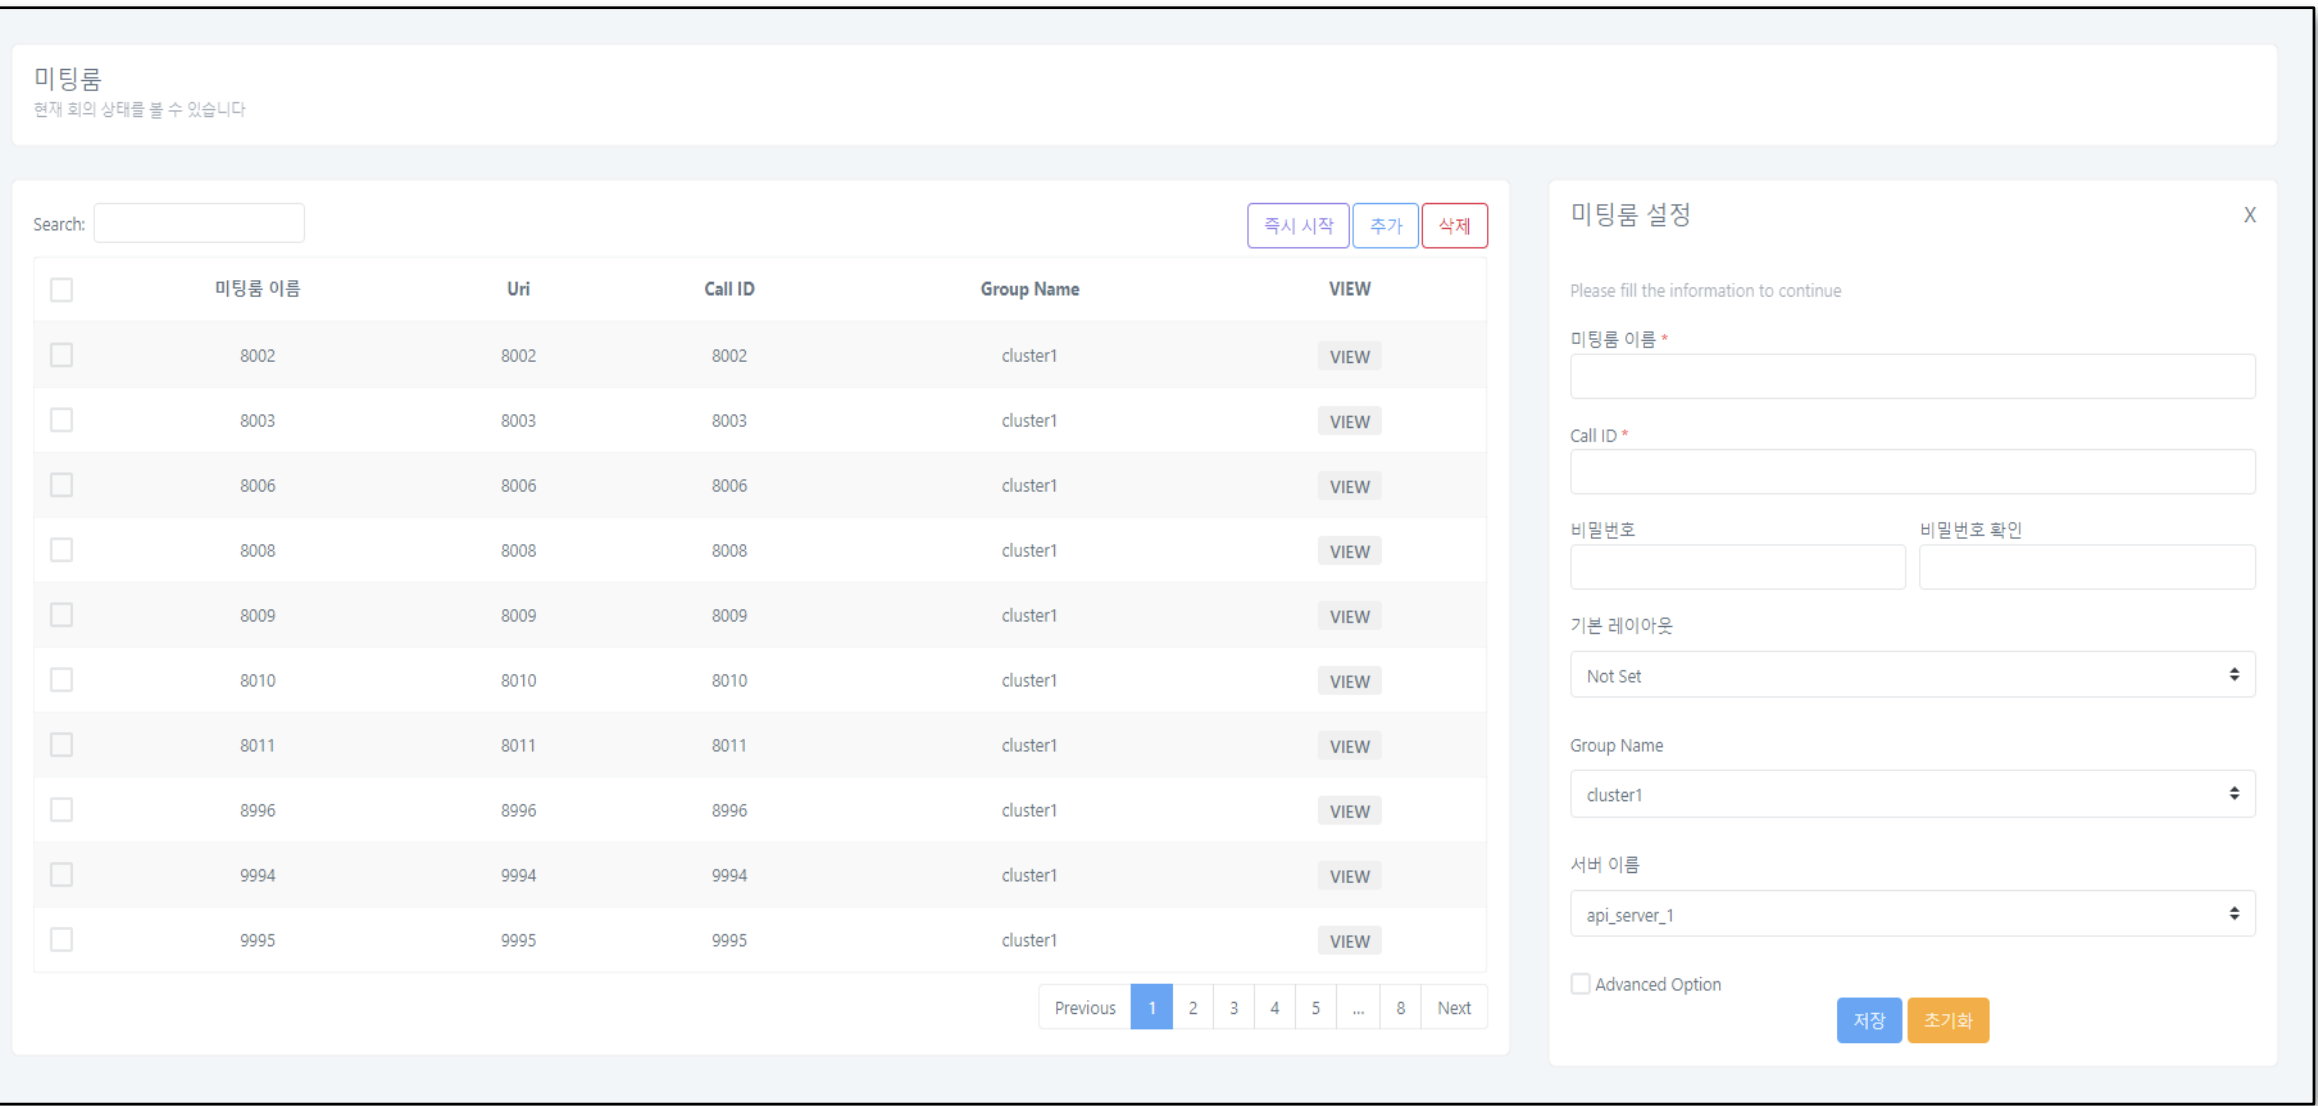 미팅룸
현재 회의 상태를 볼 수 있습니다
Search:
즉시 시작 추가 삭제
미팅룸 이름 Uri Call ID Group Name VIEW
8002 8002 8002 cluster1 VIEW
8003 8003 8003 cluster1 VIEW
8006 8006 8006 cluster1 VIEW
8008 8008 8008 cluster1 VIEW
8009 8009 8009 cluster1 VIEW
8010 8010 8010 cluster1 VIEW
8011 8011 8011 cluster1 VIEW
8996 8996 8996 cluster1 VIEW
9994 9994 9994 cluster1 VIEW
9995 9995 9995 cluster1 VIEW
Previous 1 2 3 4 5 ... 8 Next
미팅룸 설정 X
Please fill the information to continue
미팅룸 이름 *
Call ID *
비밀번호 비밀번호 확인
기본 레이아웃
Not Set
Group Name
cluster1
서버 이름
api_server_1
Advanced Option
저장 초기화